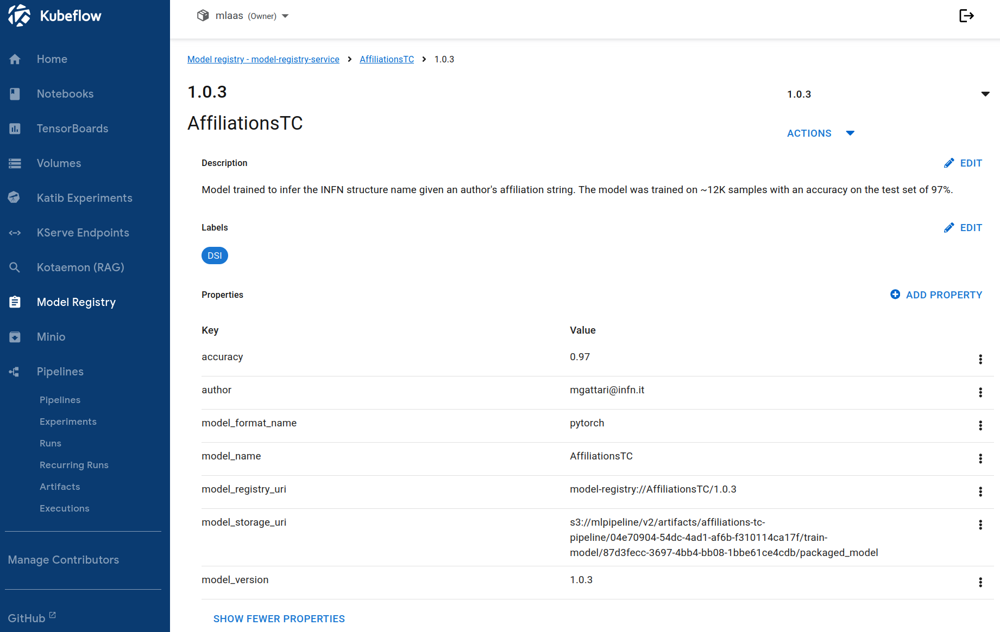 Kubeflow
Home
Notebooks
TensorBoards
Volumes
Katib Experiments
KServe Endpoints
Kotaemon (RAG)
Model Registry
Minio
Pipelines
Pipelines
Experiments
Runs
Recurring Runs
Artifacts
Executions
Manage Contributors
GitHub
mlaas (Owner)
Model registry - model-registry-service > AffiliationsTC > 1.0.3
1.0.3
AffiliationsTC
1.0.3
ACTIONS
Description
EDIT
Model trained to infer the INFN structure name given an author's affiliation string. The model was trained on ~12K samples with an accuracy on the test set of 97%.
Labels
EDIT
DSI
Properties
ADD PROPERTY
Key Value
accuracy 0.97
author mgattari@infn.it
model_format_name pytorch
model_name AffiliationsTC
model_registry_uri model-registry://AffiliationsTC/1.0.3
model_storage_uri s3://mlpipeline/v2/artifacts/affiliations-tc-
pipeline/04e70904-54dc-4ad1-af6b-f310114ca17f/train-
model/87d3fecc-3697-4bb4-bb08-1bbe61ce4cdb/packaged_model
model_version 1.0.3
SHOW FEWER PROPERTIES